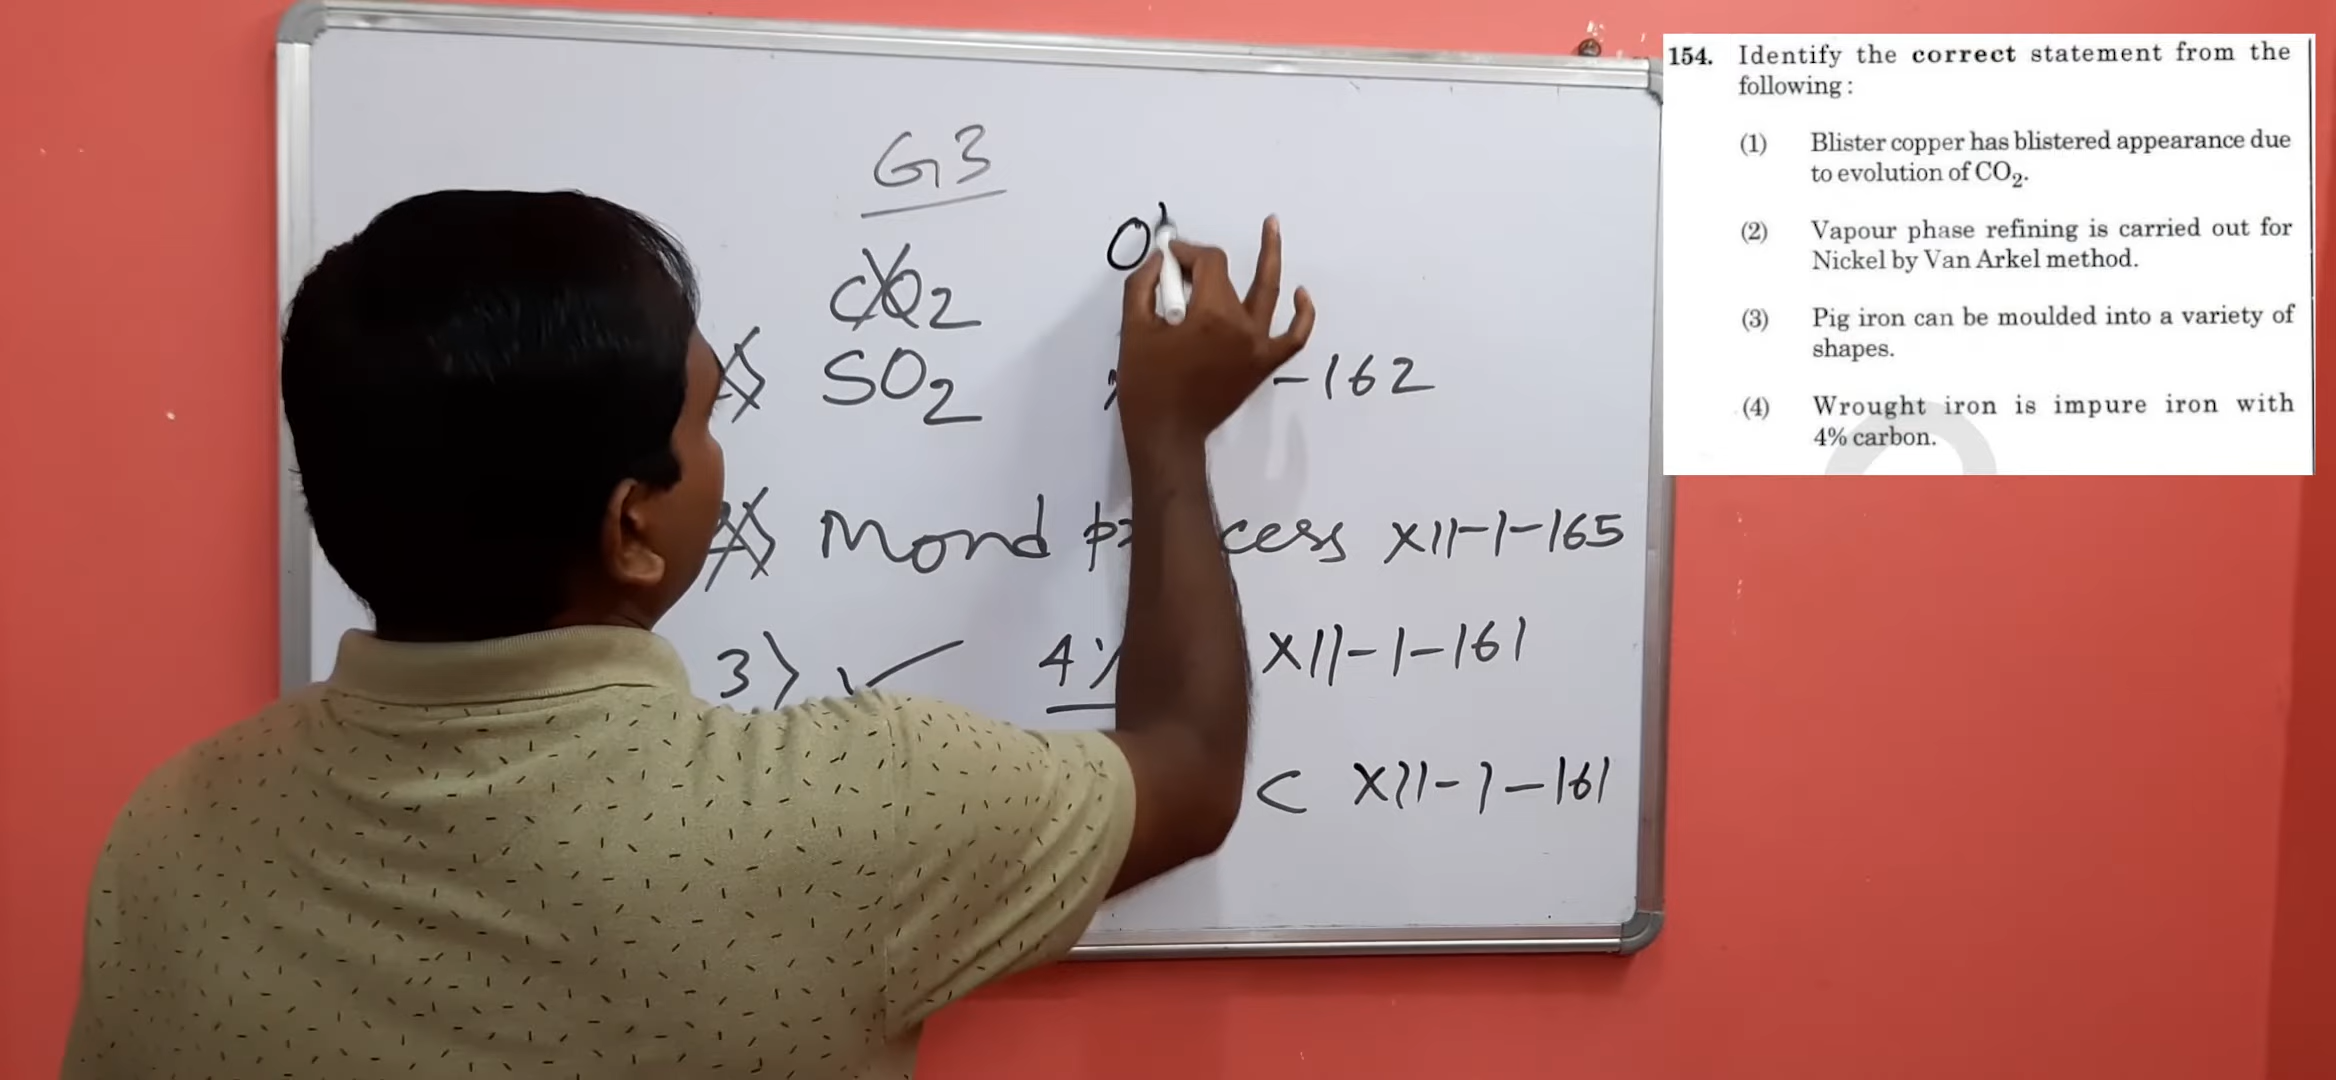 G3
CO2
SO2
-162
Mond process XII-1-165
3) ✓ 4% XII-1-161
C XII-1-161
154. Identify the correct statement from the
following :
(1) Blister copper has blistered appearance due
to evolution of CO2.
(2) Vapour phase refining is carried out for
Nickel by Van Arkel method.
(3) Pig iron can be moulded into a variety of
shapes.
(4) Wrought iron is impure iron with
4% carbon.